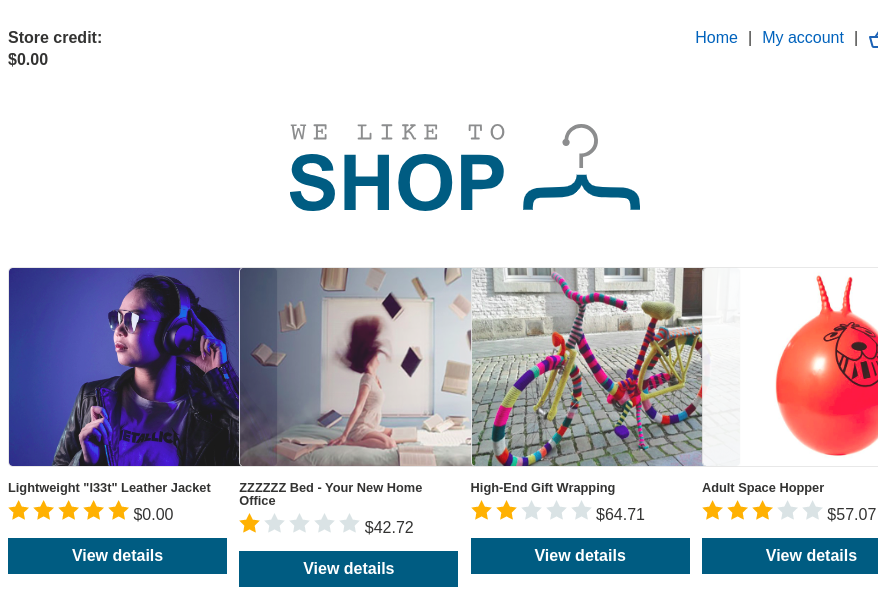 Store credit:
$0.00
Home | My account |
WE LIKE TO
SHOP
Lightweight "l33t" Leather Jacket
$0.00
View details
ZZZZZZ Bed - Your New Home
Office
$42.72
View details
High-End Gift Wrapping
$64.71
View details
Adult Space Hopper
$57.07
View details